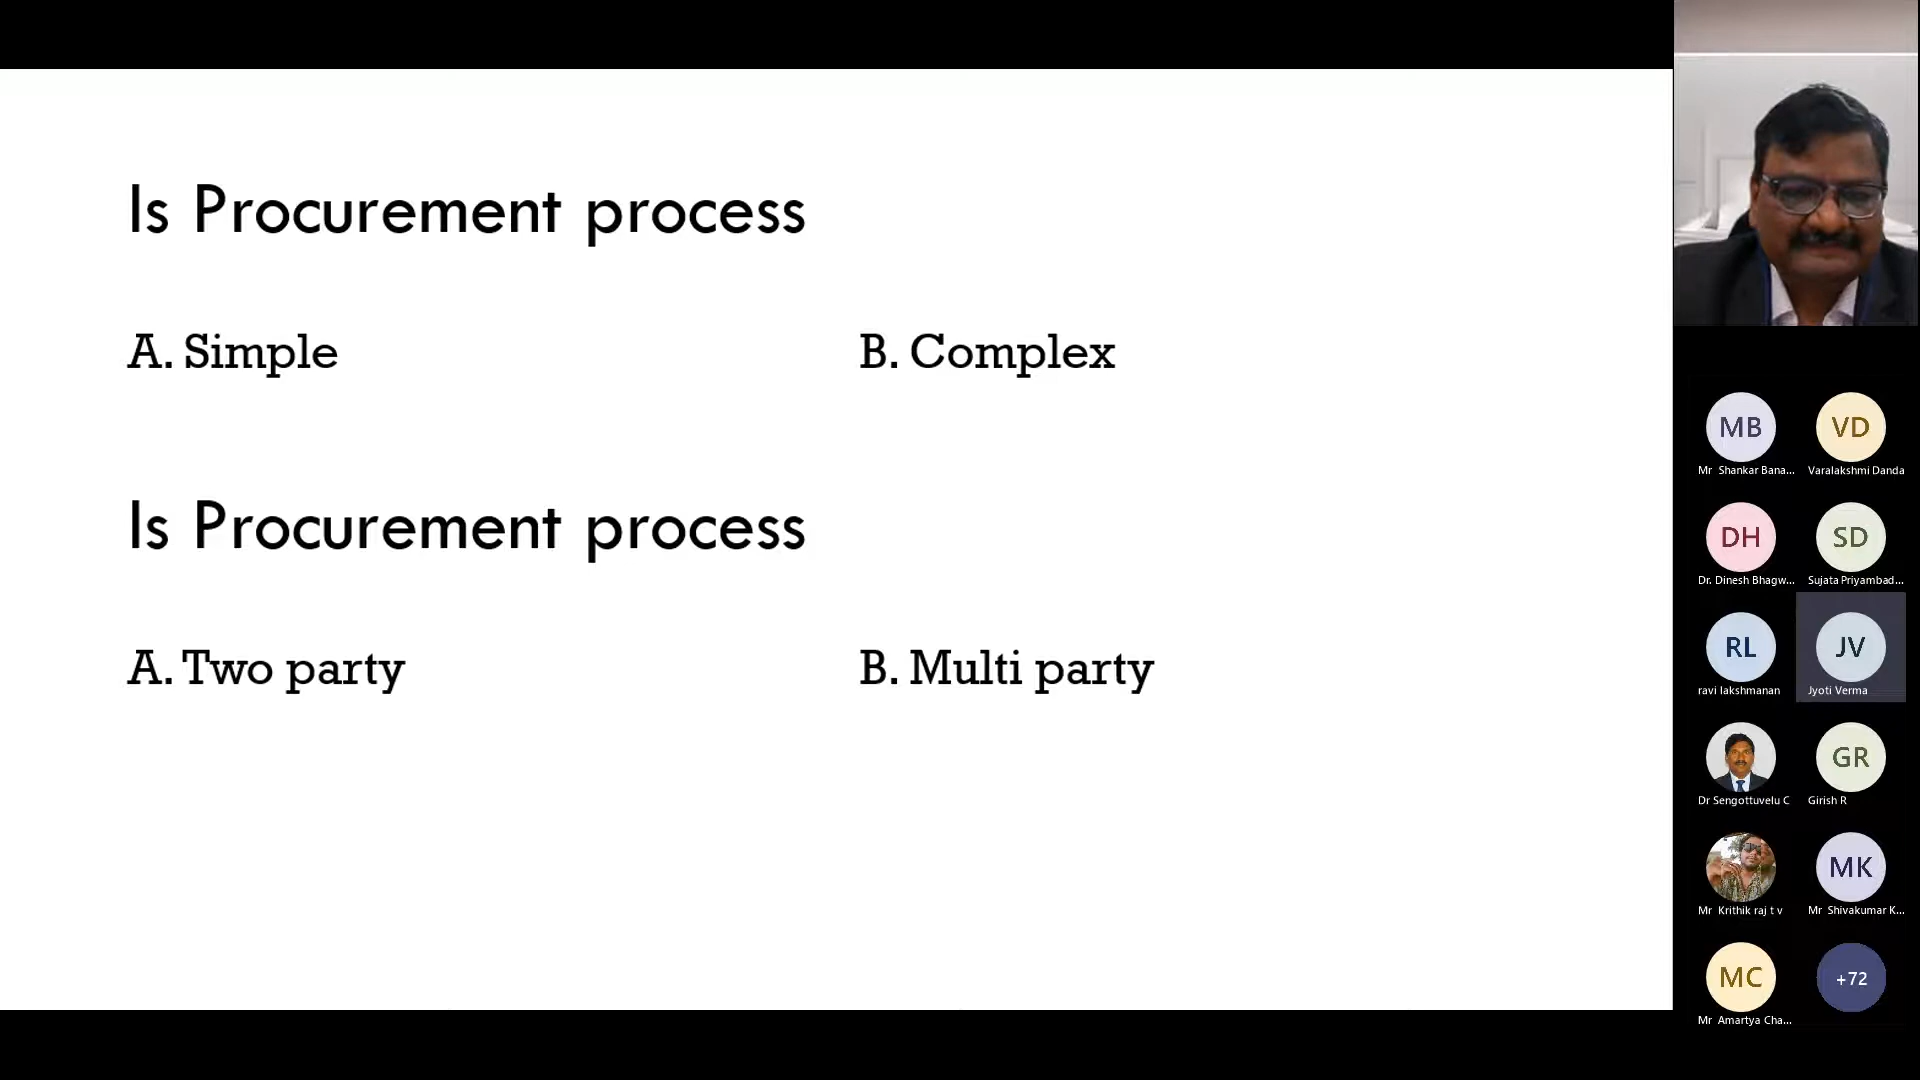 Is Procurement process
A. Simple
B. Complex
Is Procurement process
A. Two party
B. Multi party
MB
VD
Mr Shankar Bana...
Varalakshmi Danda
DH
SD
Dr. Dinesh Bhagw...
Sujata Priyambad...
RL
JV
ravi lakshmanan
Jyoti Verma
GR
Dr Sengottuvelu C
Girish R
MK
Mr Krithik raj t v
Mr Shivakumar K...
MC
+72
Mr Amartya Cha...